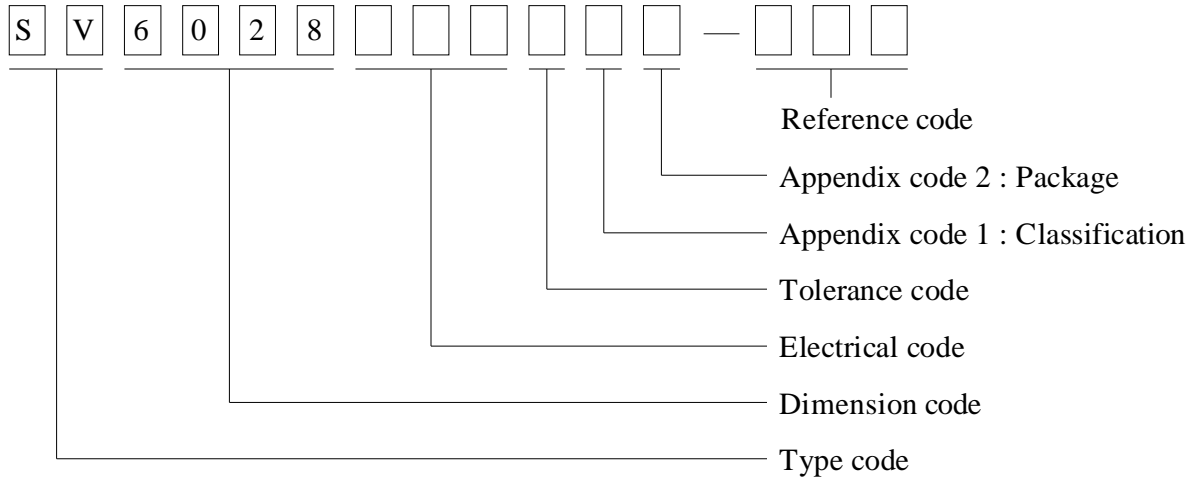 S V 6 0 2 8 —
Reference code
Appendix code 2 : Package
Appendix code 1 : Classification
Tolerance code
Electrical code
Dimension code
Type code